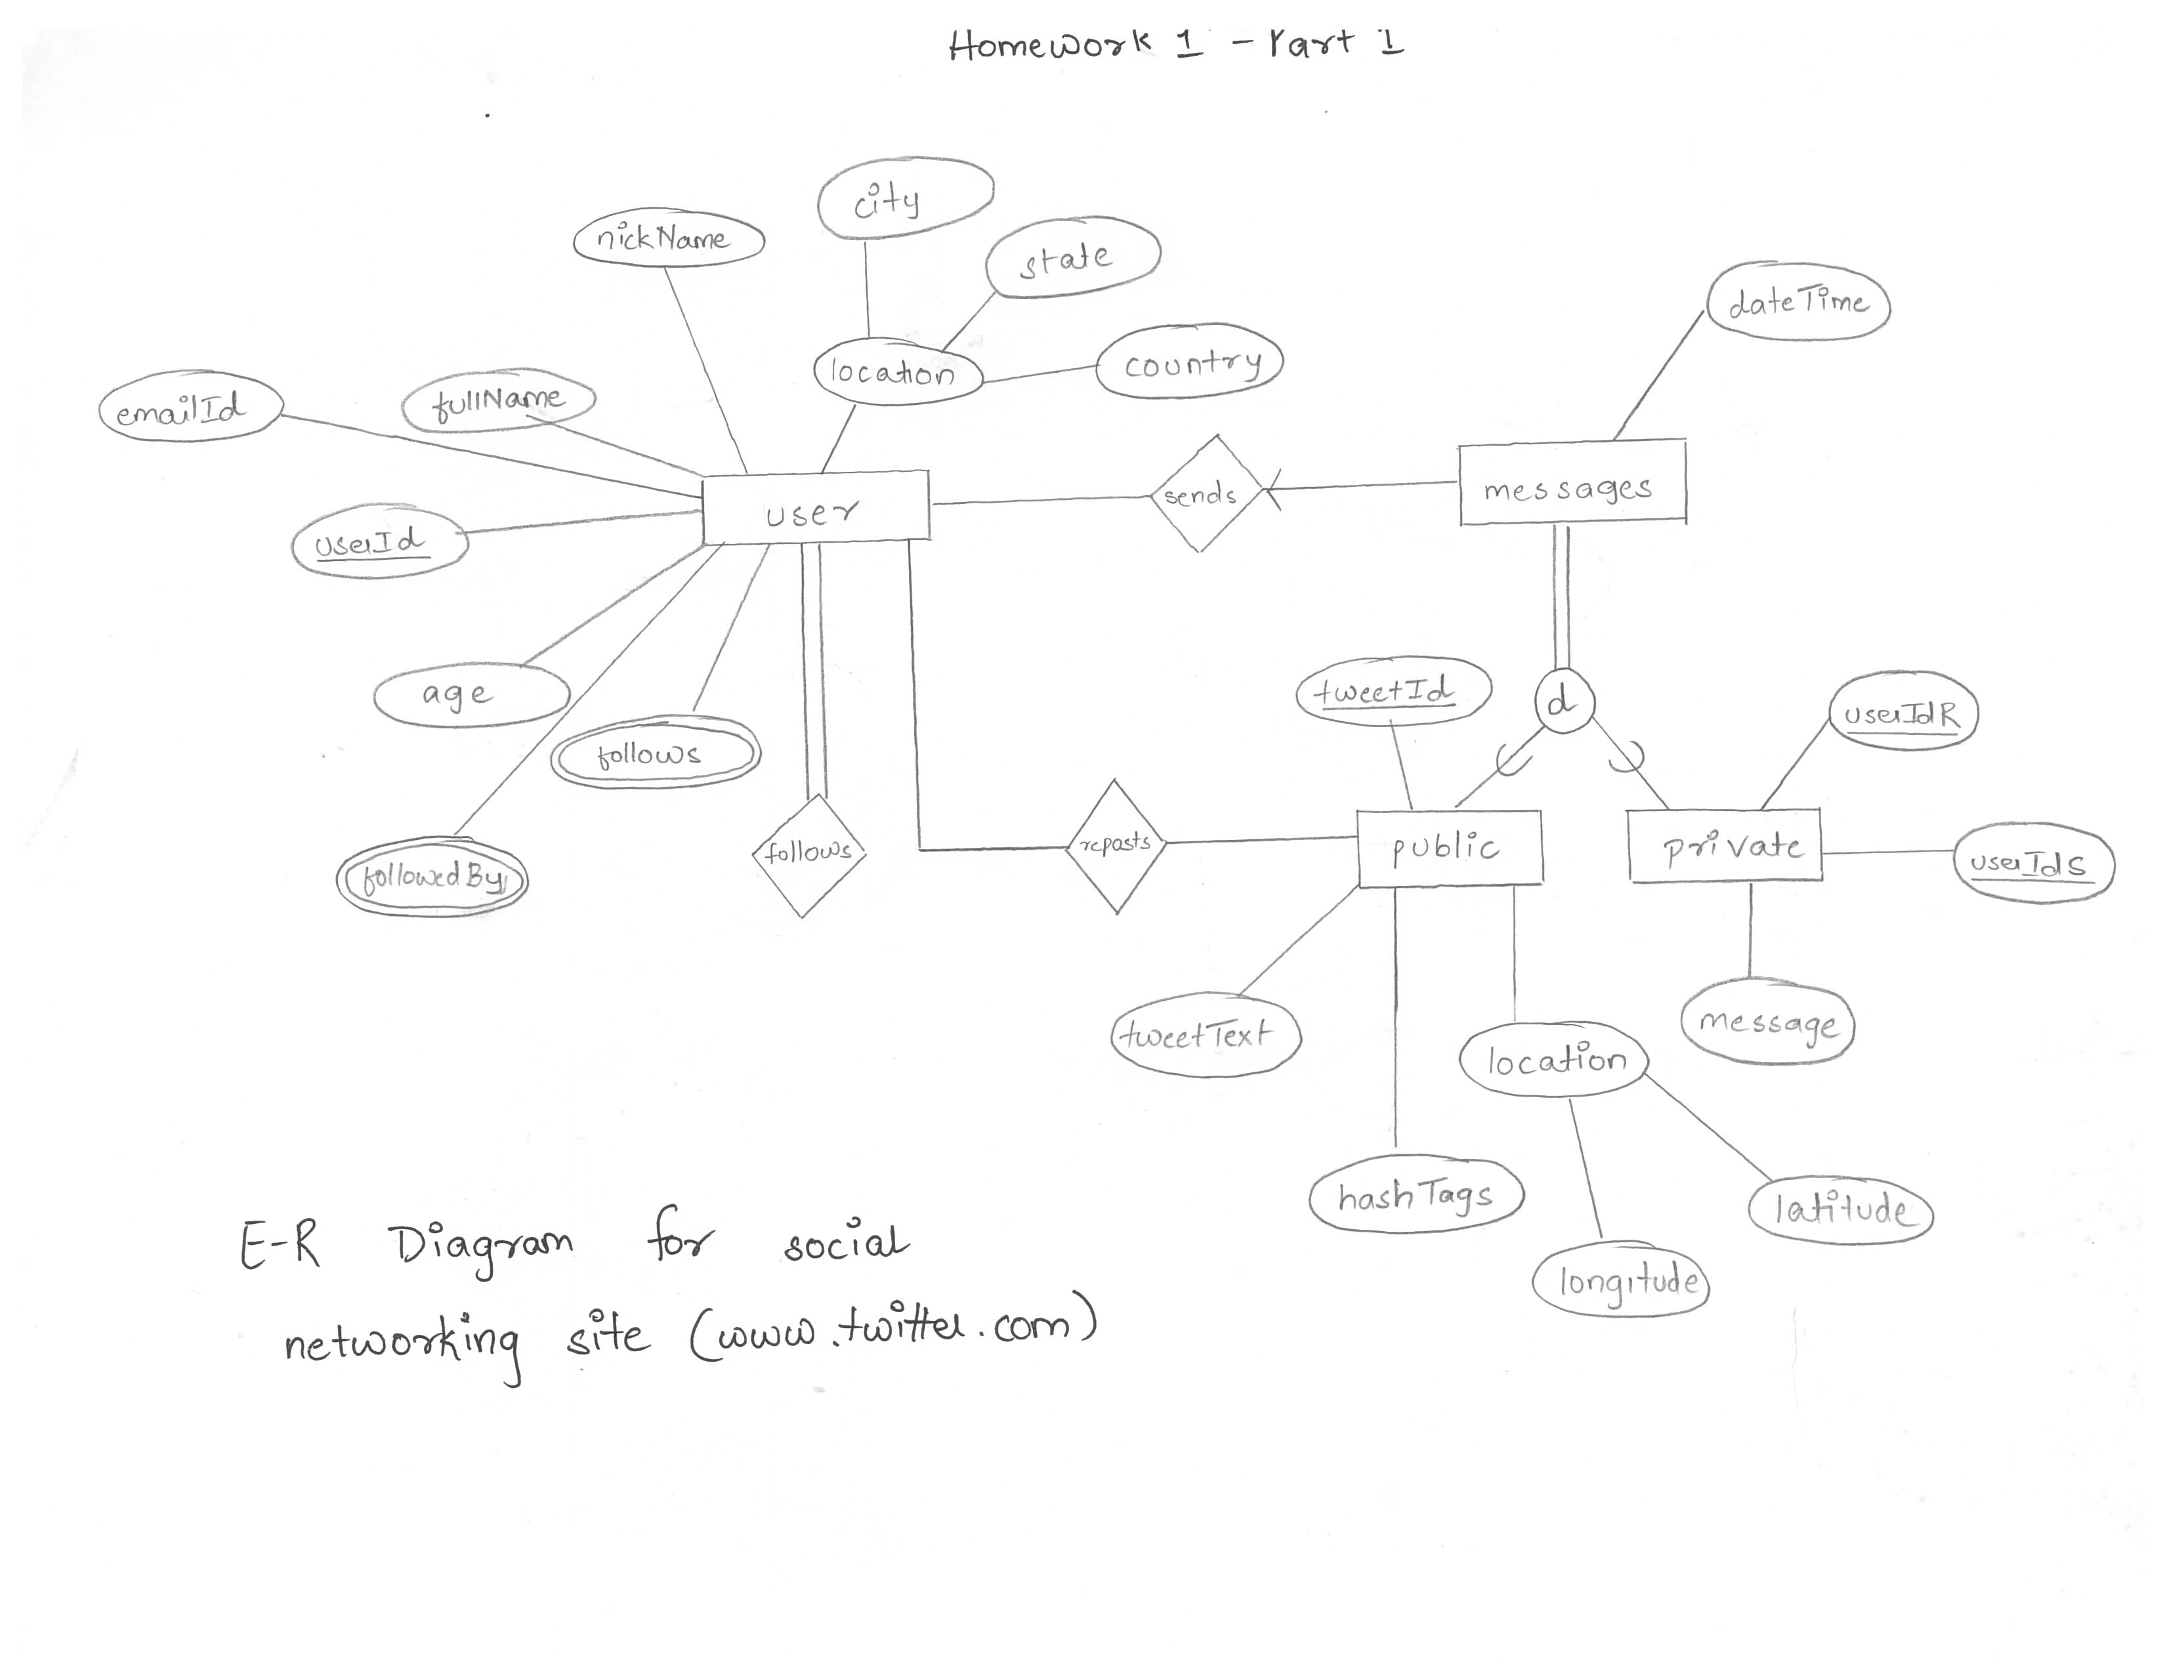 Homework 1 - Part 1
city
nickName
state
dateTime
location
country
fullName
emailId
user
sends
messages
userId
age
follows
tweetId
d
userIdR
followedBy
follows
reposts
public
private
userIdS
tweetText
location
message
hashTags
latitude
longitude
E-R Diagram for social
networking site (www.twitter.com)